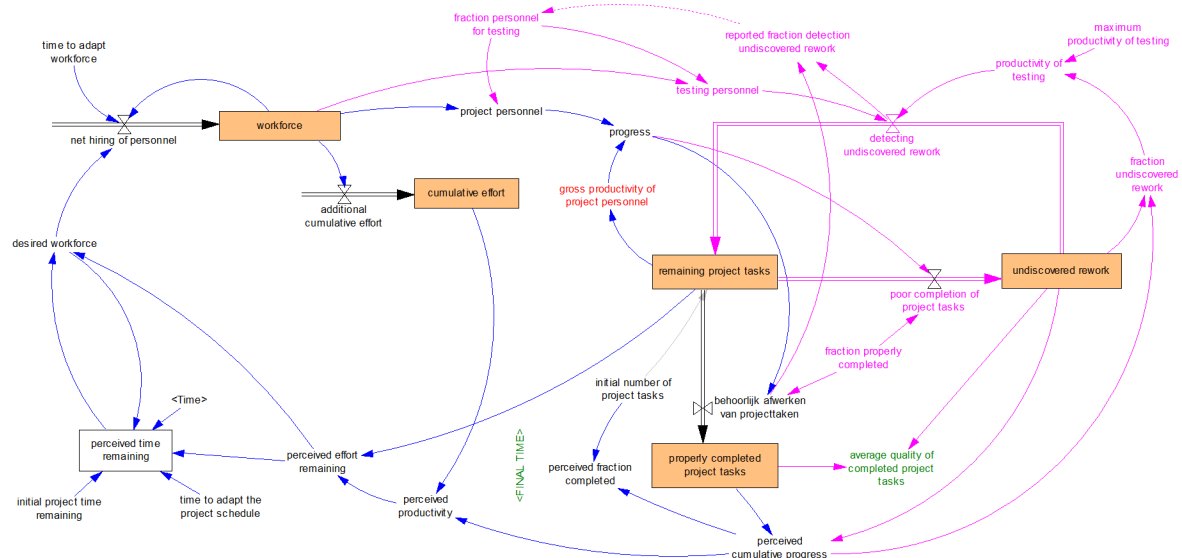 fraction personnel
for testing
reported fraction detection
undiscovered rework
maximum
productivity of testing
time to adapt
workforce
productivity of
testing
testing personnel
project personnel
workforce
net hiring of personnel
progress
detecting
undiscovered rework
fraction
undiscovered
rework
cumulative effort
gross productivity of
project personnel
additional
cumulative effort
desired workforce
remaining project tasks
undiscovered rework
poor completion of
project tasks
fraction properly
completed
initial number of
project tasks
behoorlijk afwerken
van projecttaken
<Time>
perceived time
remaining
perceived effort
remaining
<FINAL TIME>
perceived fraction
completed
properly completed
project tasks
average quality of
completed project
tasks
initial project time
remaining
time to adapt the
project schedule
perceived
productivity
perceived
cumulative progress